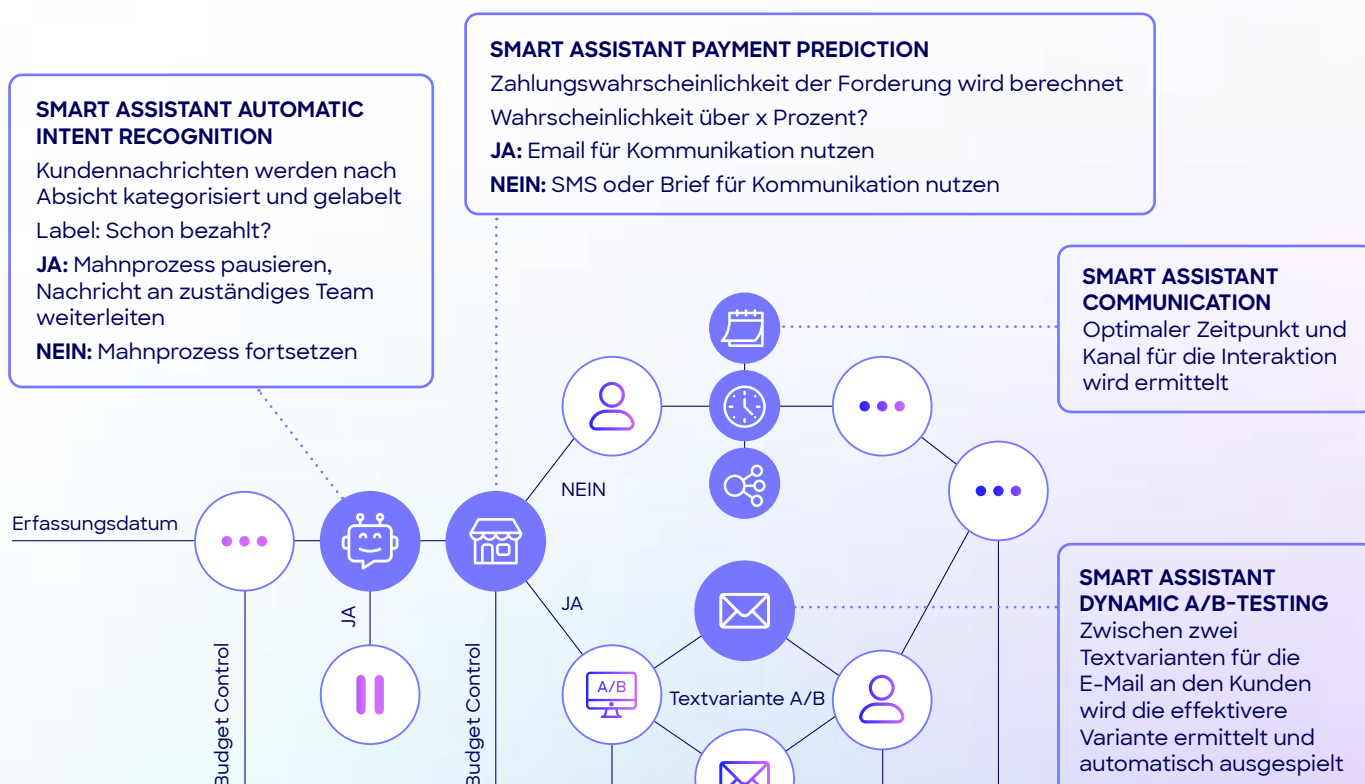 SMART ASSISTANT PAYMENT PREDICTION
Zahlungswahrscheinlichkeit der Forderung wird berechnet
Wahrscheinlichkeit über x Prozent?
JA: Email für Kommunikation nutzen
NEIN: SMS oder Brief für Kommunikation nutzen
SMART ASSISTANT AUTOMATIC
INTENT RECOGNITION
Kundennachrichten werden nach
Absicht kategorisiert und gelabelt
Label: Schon bezahlt?
JA: Mahnprozess pausieren,
Nachricht an zuständiges Team
weiterleiten
NEIN: Mahnprozess fortsetzen
SMART ASSISTANT
COMMUNICATION
Optimaler Zeitpunkt und
Kanal für die Interaktion
wird ermittelt
NEIN
Erfassungsdatum
JA
JA
SMART ASSISTANT
DYNAMIC A/B-TESTING
Zwischen zwei
Textvarianten für die
E-Mail an den Kunden
wird die effektivere
Variante ermittelt und
automatisch ausgespielt
Budget Control
Budget Control
A/B
Textvariante A/B